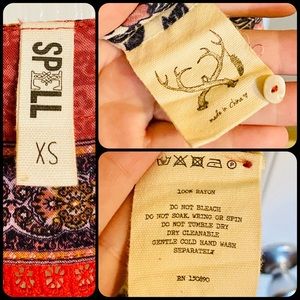 SPELL
XS
made in China
100% RAYON
DO NOT BLEACH
DO NOT SOAK, WRING OR SPIN
DO NOT TUMBLE DRY
DRY CLEANABLE
GENTLE COLD HAND WASH
SEPARATELY
RN 150890